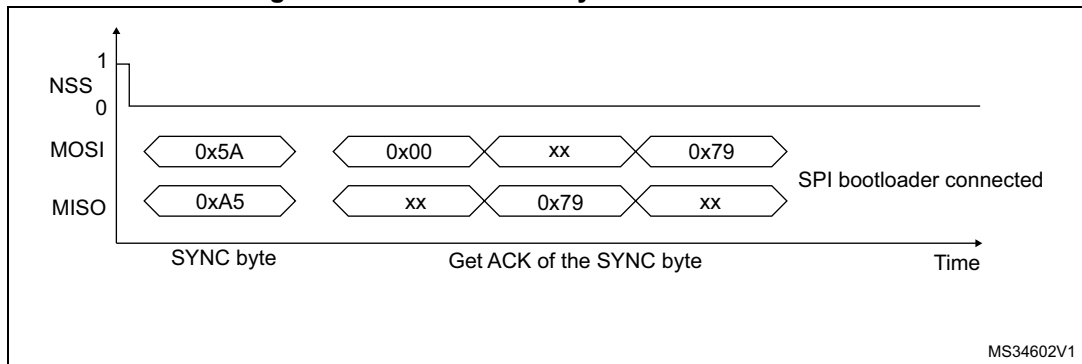 1
NSS
0
MOSI 0x5A 0x00 xx 0x79
SPI bootloader connected
MISO 0xA5 xx 0x79 xx
SYNC byte Get ACK of the SYNC byte Time
MS34602V1